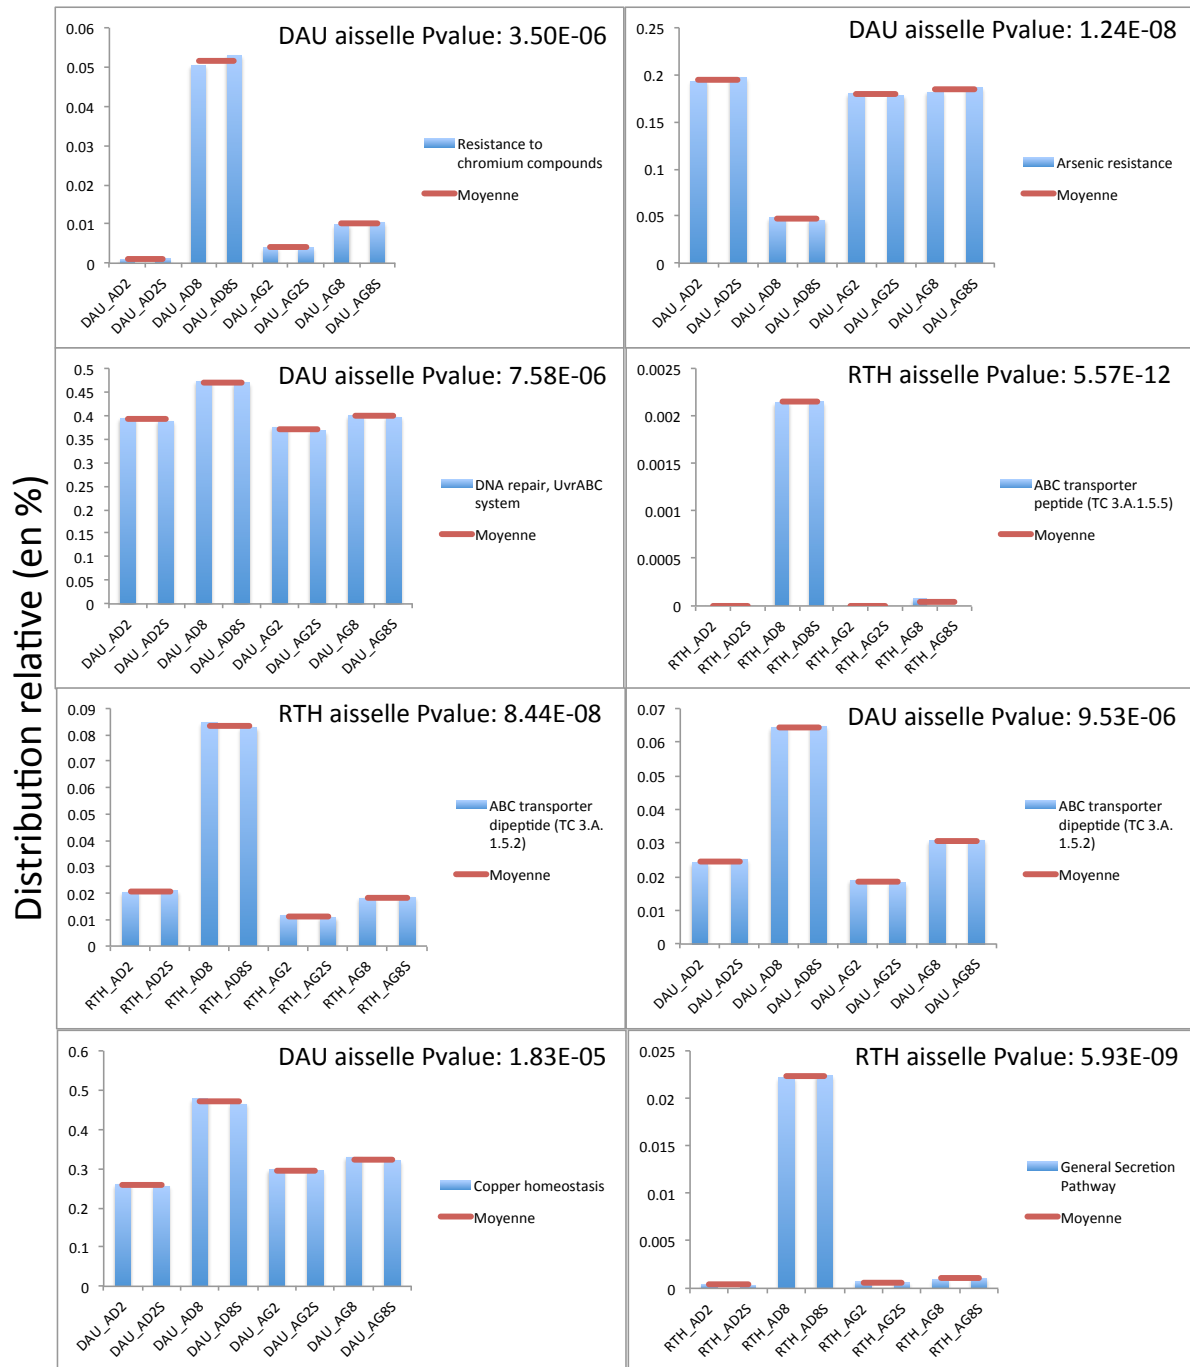 Distribution relative (en %)
DAU aisselle Pvalue: 3.50E-06
0.06
0.05
0.04
0.03
0.02
0.01
0
Resistance to
chromium compounds
Moyenne
DAU_AD2
DAU_AD2S
DAU_AD8
DAU_AD8S
DAU_AG2
DAU_AG2S
DAU_AG8
DAU_AG8S
DAU aisselle Pvalue: 1.24E-08
0.25
0.2
0.15
0.1
0.05
0
Arsenic resistance
Moyenne
DAU_AD2
DAU_AD2S
DAU_AD8
DAU_AD8S
DAU_AG2
DAU_AG2S
DAU_AG8
DAU_AG8S
DAU aisselle Pvalue: 7.58E-06
0.5
0.45
0.4
0.35
0.3
0.25
0.2
0.15
0.1
0.05
0
DNA repair, UvrABC
system
Moyenne
DAU_AD2
DAU_AD2S
DAU_AD8
DAU_AD8S
DAU_AG2
DAU_AG2S
DAU_AG8
DAU_AG8S
RTH aisselle Pvalue: 5.57E-12
0.0025
0.002
0.0015
0.001
0.0005
0
ABC transporter
peptide (TC 3.A.1.5.5)
Moyenne
RTH_AD2
RTH_AD2S
RTH_AD8
RTH_AD8S
RTH_AG2
RTH_AG2S
RTH_AG8
RTH_AG8S
RTH aisselle Pvalue: 8.44E-08
0.09
0.08
0.07
0.06
0.05
0.04
0.03
0.02
0.01
0
ABC transporter
dipeptide (TC 3.A.
1.5.2)
Moyenne
RTH_AD2
RTH_AD2S
RTH_AD8
RTH_AD8S
RTH_AG2
RTH_AG2S
RTH_AG8
RTH_AG8S
DAU aisselle Pvalue: 9.53E-06
0.07
0.06
0.05
0.04
0.03
0.02
0.01
0
ABC transporter
dipeptide (TC 3.A.
1.5.2)
Moyenne
DAU_AD2
DAU_AD2S
DAU_AD8
DAU_AD8S
DAU_AG2
DAU_AG2S
DAU_AG8
DAU_AG8S
DAU aisselle Pvalue: 1.83E-05
0.6
0.5
0.4
0.3
0.2
0.1
0
Copper homeostasis
Moyenne
DAU_AD2
DAU_AD2S
DAU_AD8
DAU_AD8S
DAU_AG2
DAU_AG2S
DAU_AG8
DAU_AG8S
RTH aisselle Pvalue: 5.93E-09
0.025
0.02
0.015
0.01
0.005
0
General Secretion
Pathway
Moyenne
RTH_AD2
RTH_AD2S
RTH_AD8
RTH_AD8S
RTH_AG2
RTH_AG2S
RTH_AG8
RTH_AG8S